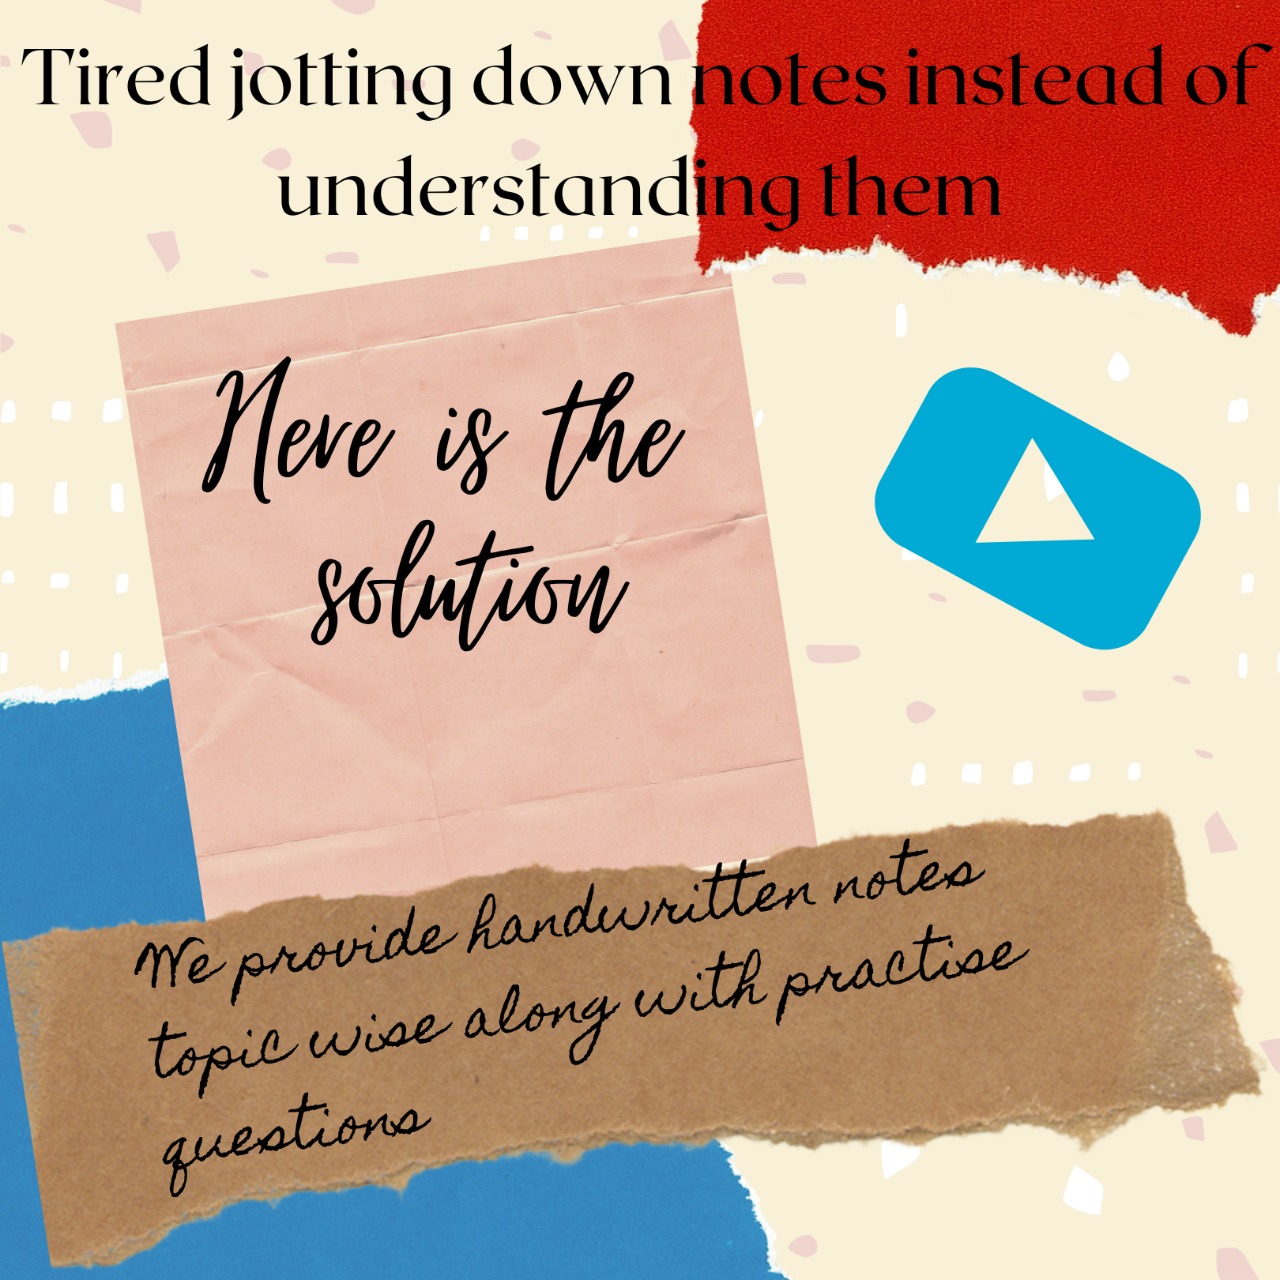 Tired jotting down notes instead of
understanding them
Here is the
solution
We provide handwritten notes
topic wise along with practise
questions